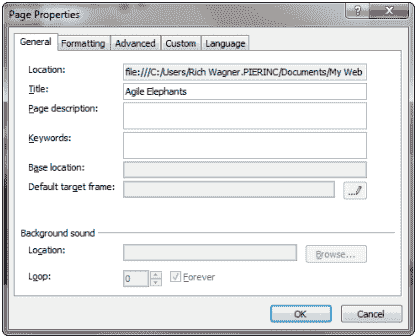 Page Properties
General Formatting Advanced Custom Language
Location: file:///C:/Users/Rich Wagner.PIERINC/Documents/My Web
Title: Agile Elephants
Page description:
Keywords:
Base location:
Default target frame:
Background sound
Location: Browse...
Loop: 0 Forever
OK Cancel